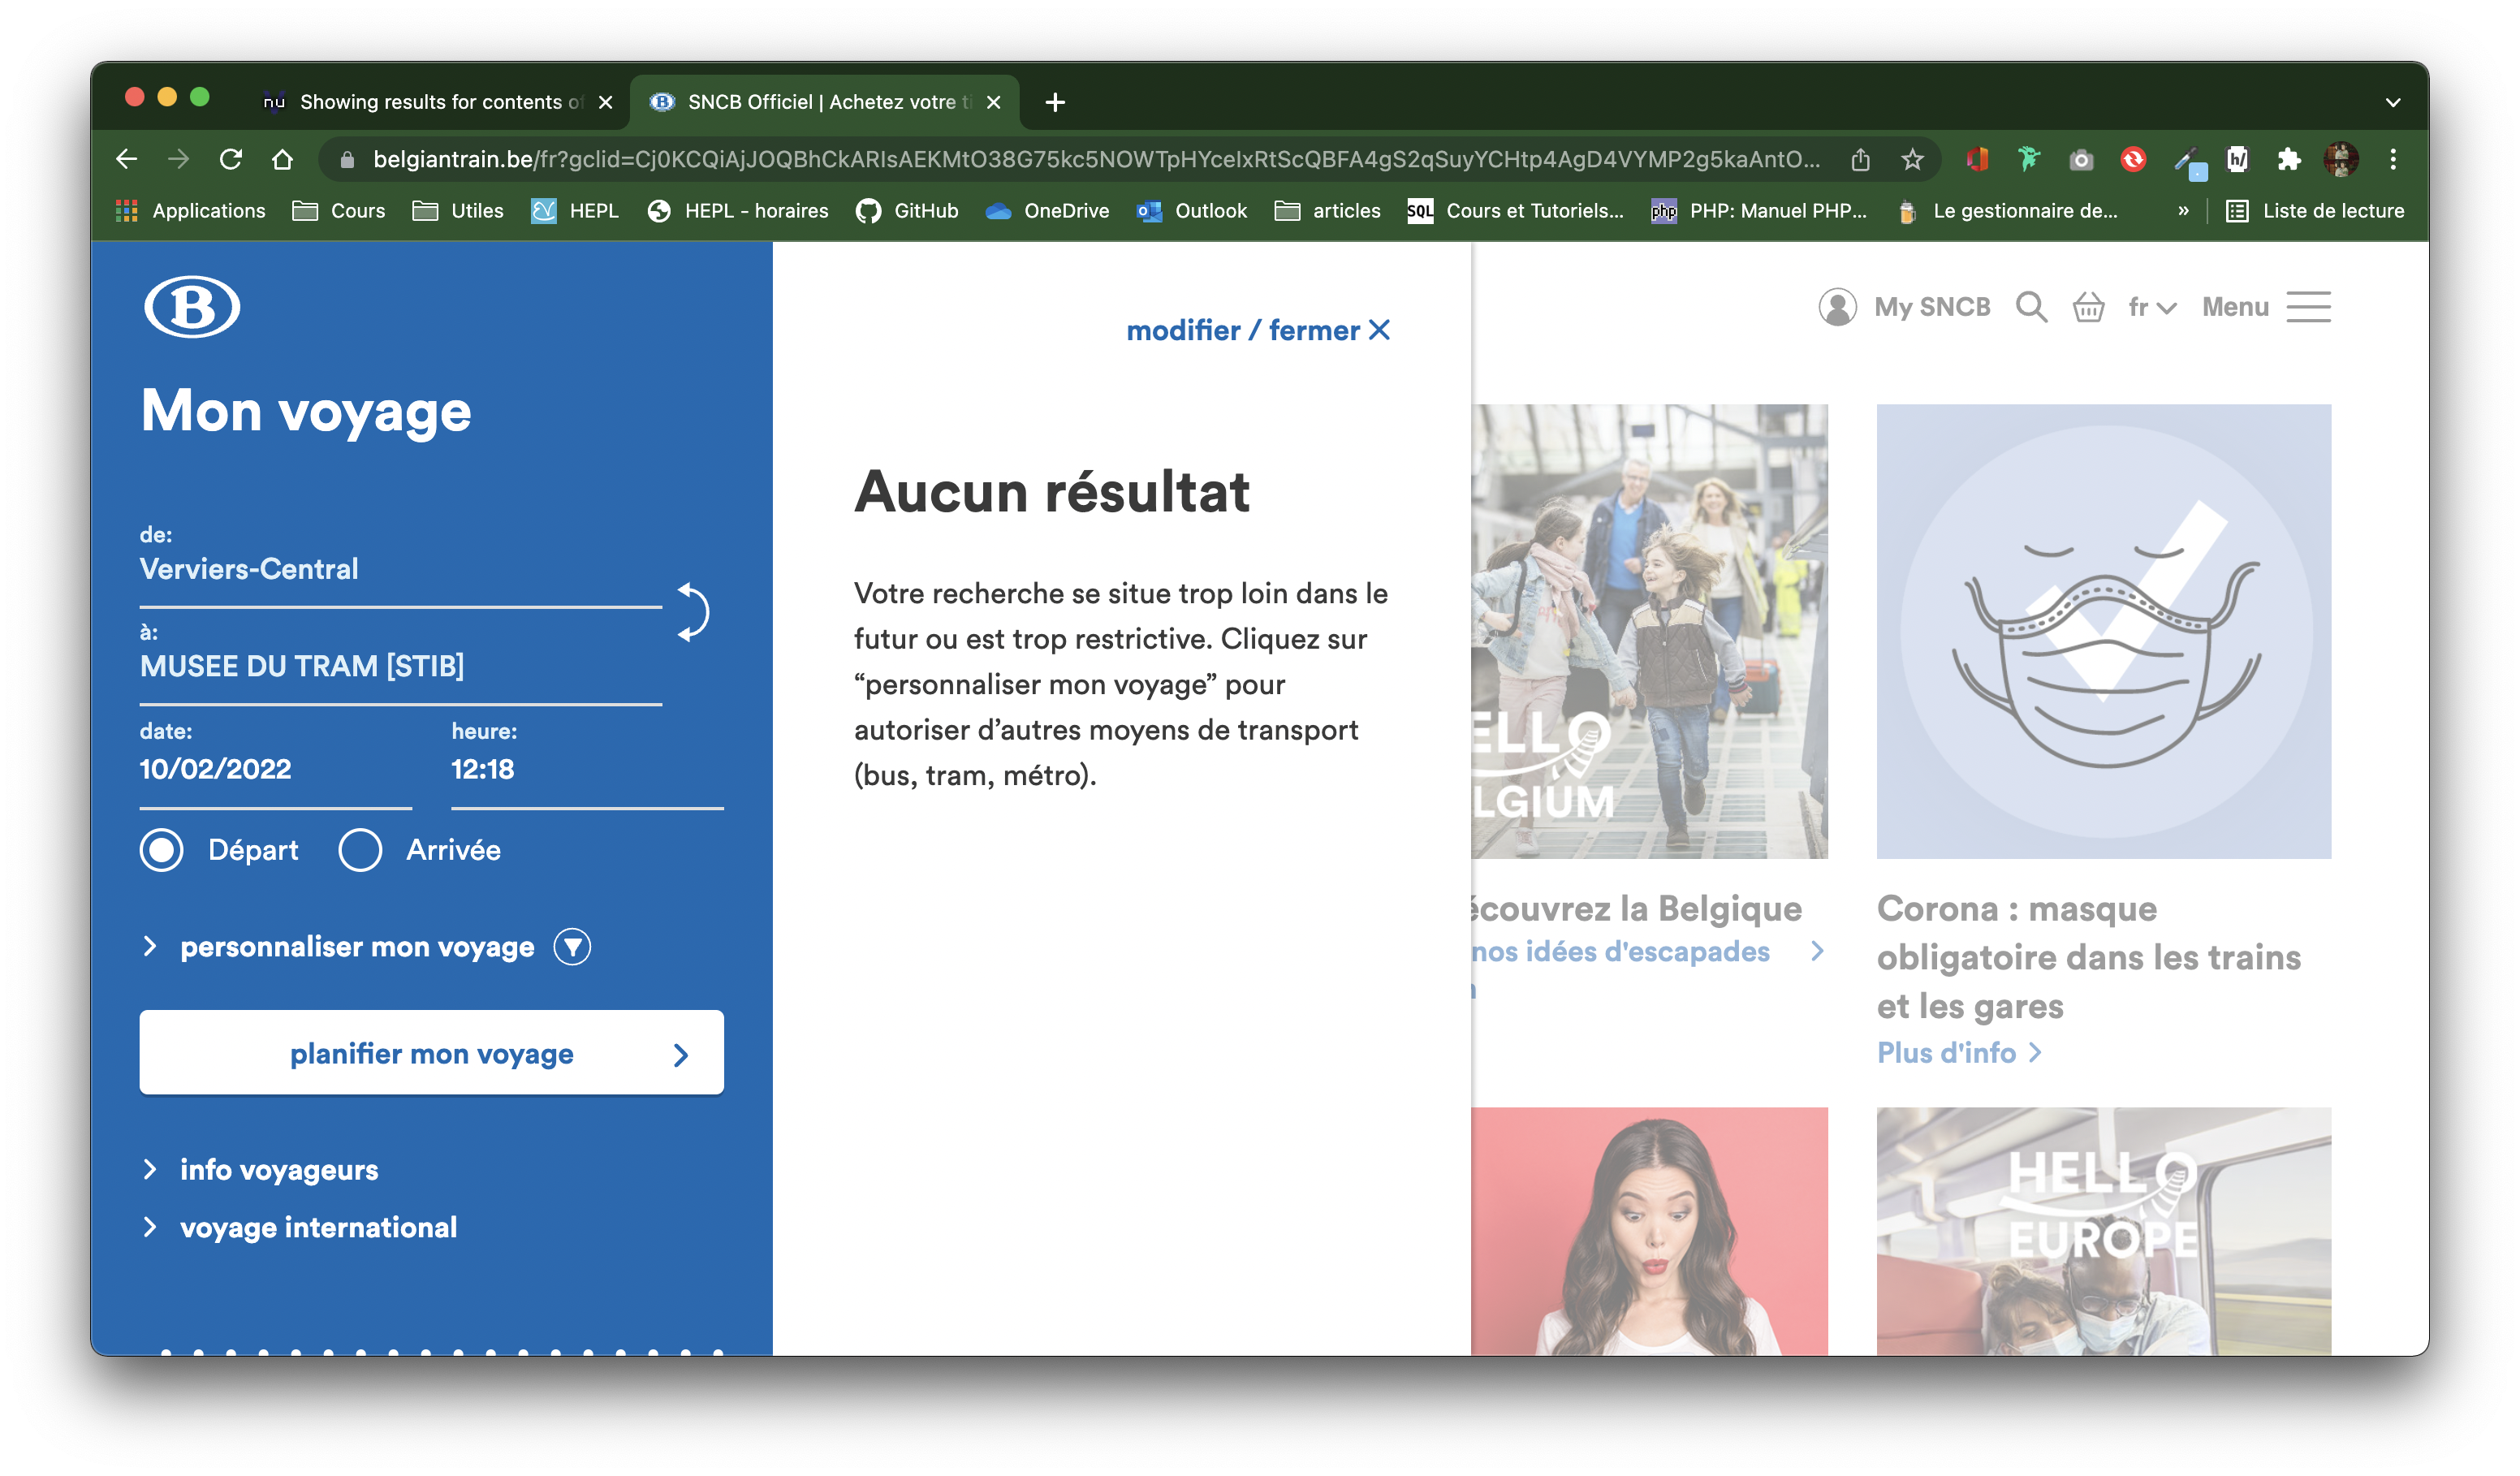 nu Showing results for contents of
B SNCB Officiel | Achetez votre ti
belgiantrain.be/fr?gclid=Cj0KCQiAjJOQBhCkARIsAEKMtO38G75kc5NOWTpHYceIxRtScQBFA4gS2qSuyYCHtp4AgD4VYMP2g5kaAntO...
h/
Applications Cours Utiles HEPL HEPL - horaires GitHub OneDrive Outlook articles SQL Cours et Tutoriels... php PHP: Manuel PHP... Le gestionnaire de... » Liste de lecture
B
Mon voyage
de:
Verviers-Central
à:
MUSEE DU TRAM [STIB]
date:
heure:
10/02/2022
12:18
Départ Arrivée
personnaliser mon voyage
planifier mon voyage
info voyageurs
voyage international
modifier / fermer
Aucun résultat
Votre recherche se situe trop loin dans le
futur ou est trop restrictive. Cliquez sur
“personnaliser mon voyage” pour
autoriser d’autres moyens de transport
(bus, tram, métro).
My SNCB fr Menu
ELLO
LGIUM
écouvrez la Belgique
nos idées d'escapades
Corona : masque
obligatoire dans les trains
et les gares
Plus d'info
HELLO
EUROPE